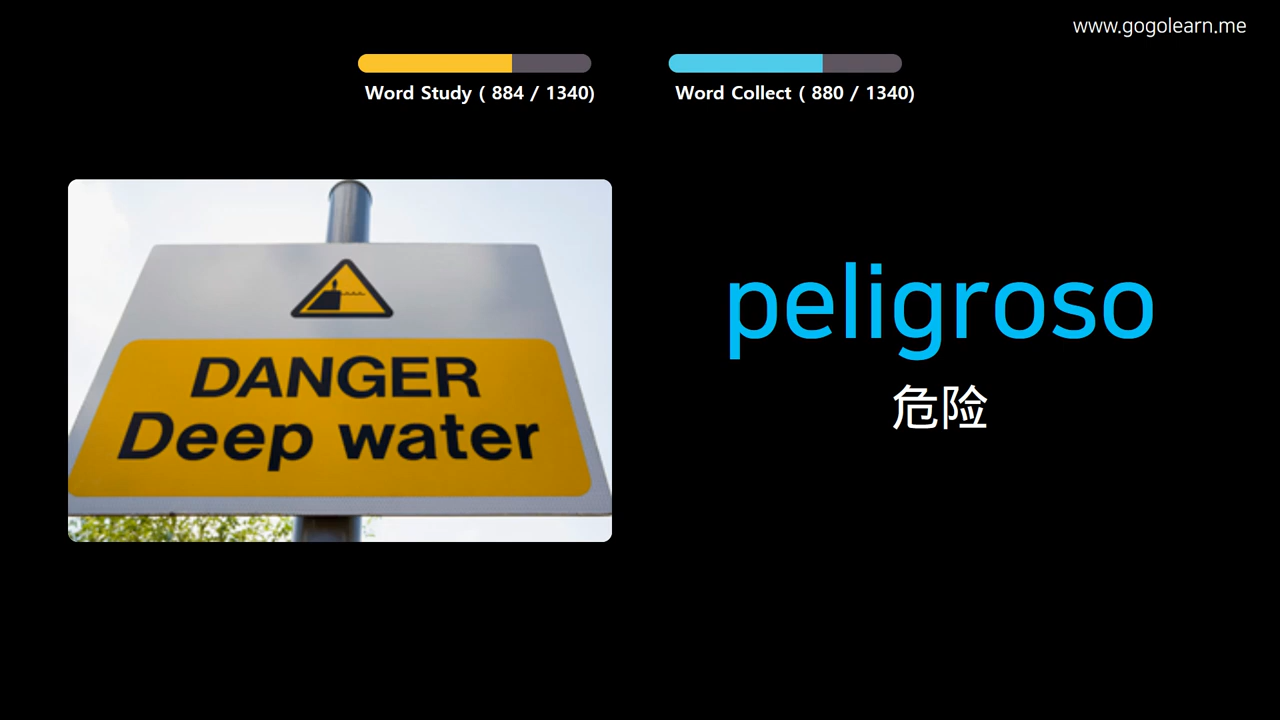 www.gogolearn.me
Word Study ( 884 / 1340)
Word Collect ( 880 / 1340)
DANGER
Deep water
peligroso
危险